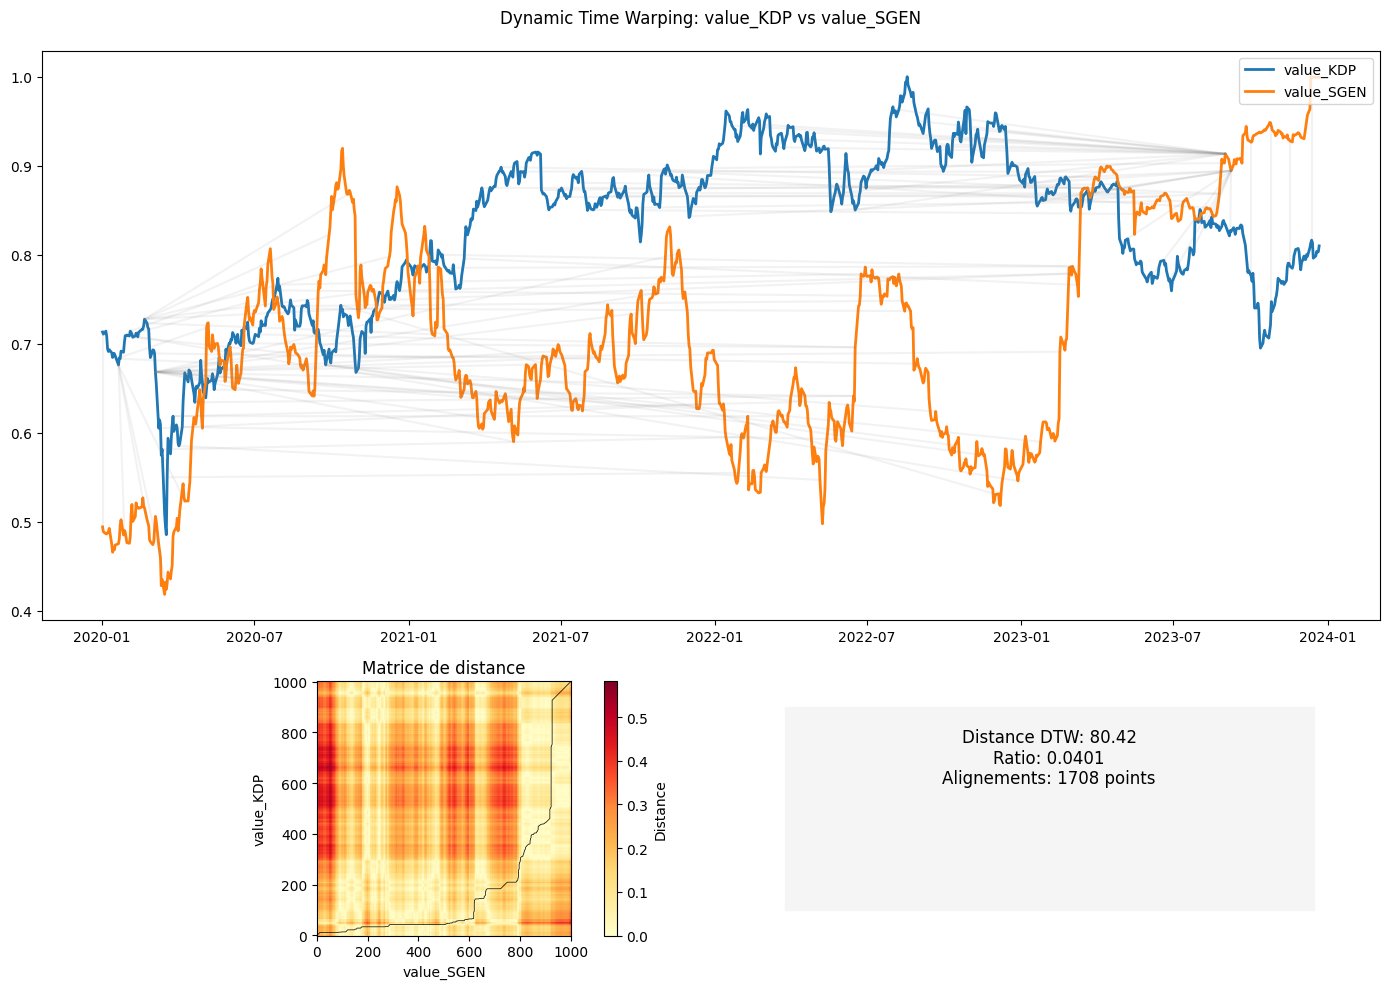 Dynamic Time Warping: value_KDP vs value_SGEN
value_KDP
value_SGEN
1.0
0.9
0.8
0.7
0.6
0.5
0.4
2020-01 2020-07 2021-01 2021-07 2022-01 2022-07 2023-01 2023-07 2024-01
Matrice de distance
value_KDP
1000
800
600
400
200
0
0 200 400 600 800 1000
value_SGEN
0.5
0.4
0.3
0.2
0.1
0.0
Distance
Distance DTW: 80.42
Ratio: 0.0401
Alignements: 1708 points